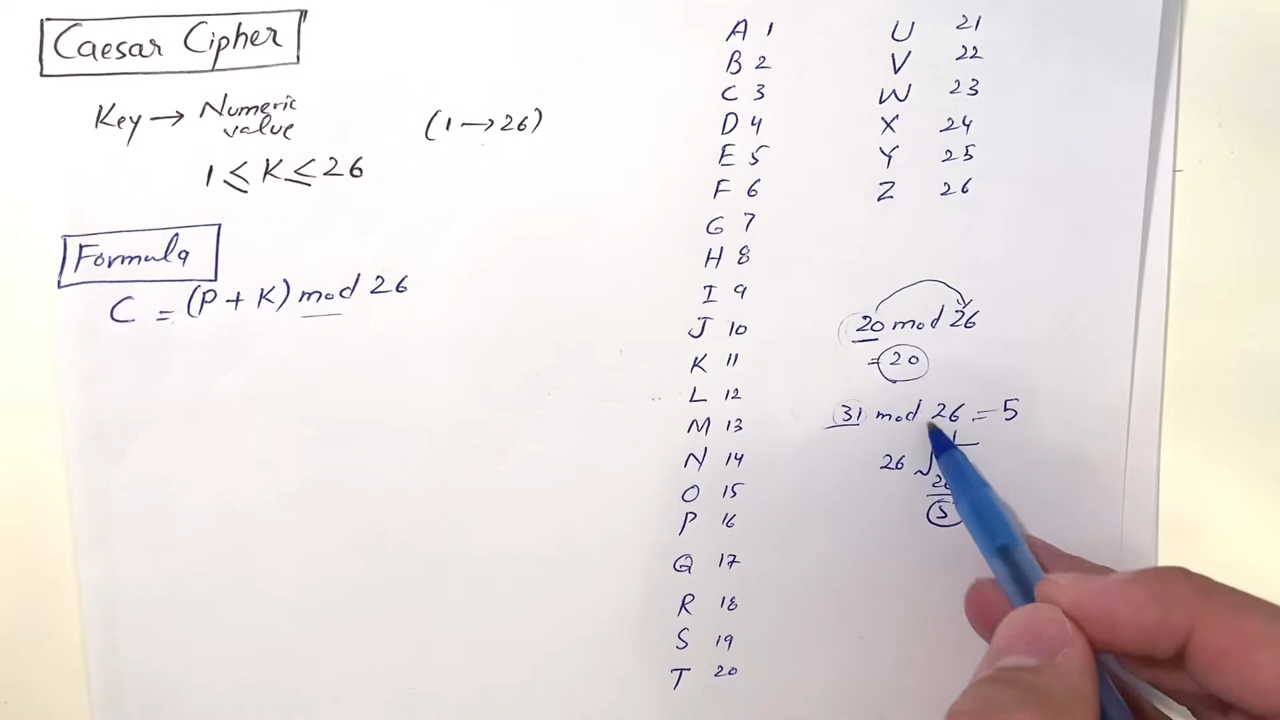 Caesar Cipher
Key → Numeric value (1 → 26)
1 ≤ K ≤ 26
Formula
C = (P + K) mod 26
A 1
B 2
C 3
D 4
E 5
F 6
G 7
H 8
I 9
J 10
K 11
L 12
M 13
N 14
O 15
P 16
Q 17
R 18
S 19
T 20
U 21
V 22
W 23
X 24
Y 25
Z 26
20 mod 26
= 20
31 mod 26 = 5
1
26
5